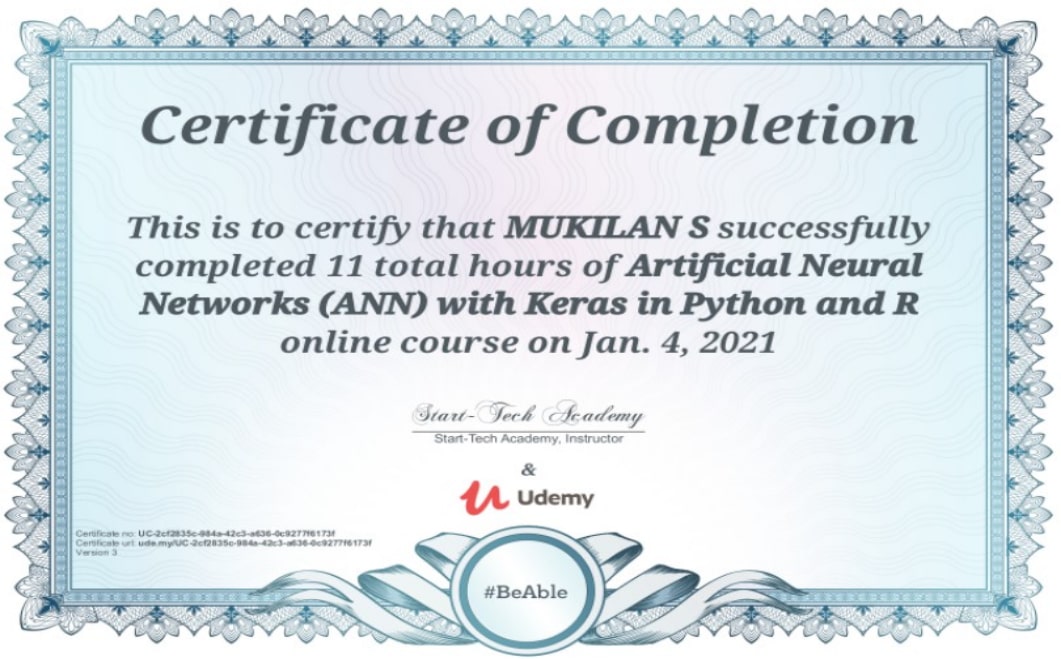 Certificate of Completion
This is to certify that MUKILAN S successfully
completed 11 total hours of Artificial Neural
Networks (ANN) with Keras in Python and R
online course on Jan. 4, 2021
Start-Tech Academy
Start-Tech Academy, Instructor
&
Udemy
Certificate no: UC-2cf2835c-984a-42c3-a636-0c9277f6173f
Certificate url: ude.my/UC-2cf2835c-984a-42c3-a636-0c9277f6173f
Version 3
#BeAble